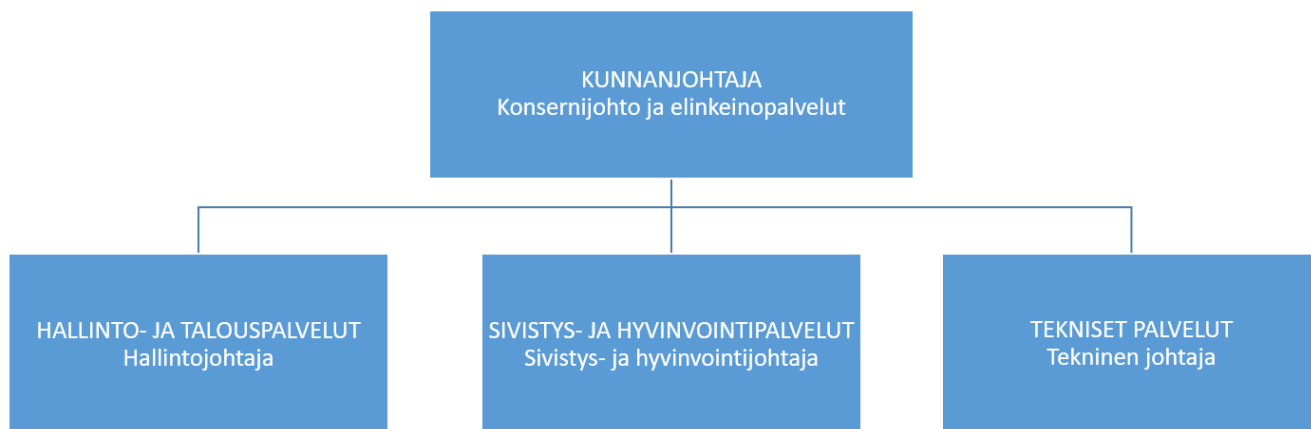 KUNNANJOHTAJA
Konsernijohto ja elinkeinopalvelut
HALLINTO- JA TALOUSPALVELUT
Hallintojohtaja
SIVISTYS- JA HYVINVOINTIPALVELUT
Sivistys- ja hyvinvointijohtaja
TEKNISET PALVELUT
Tekninen johtaja